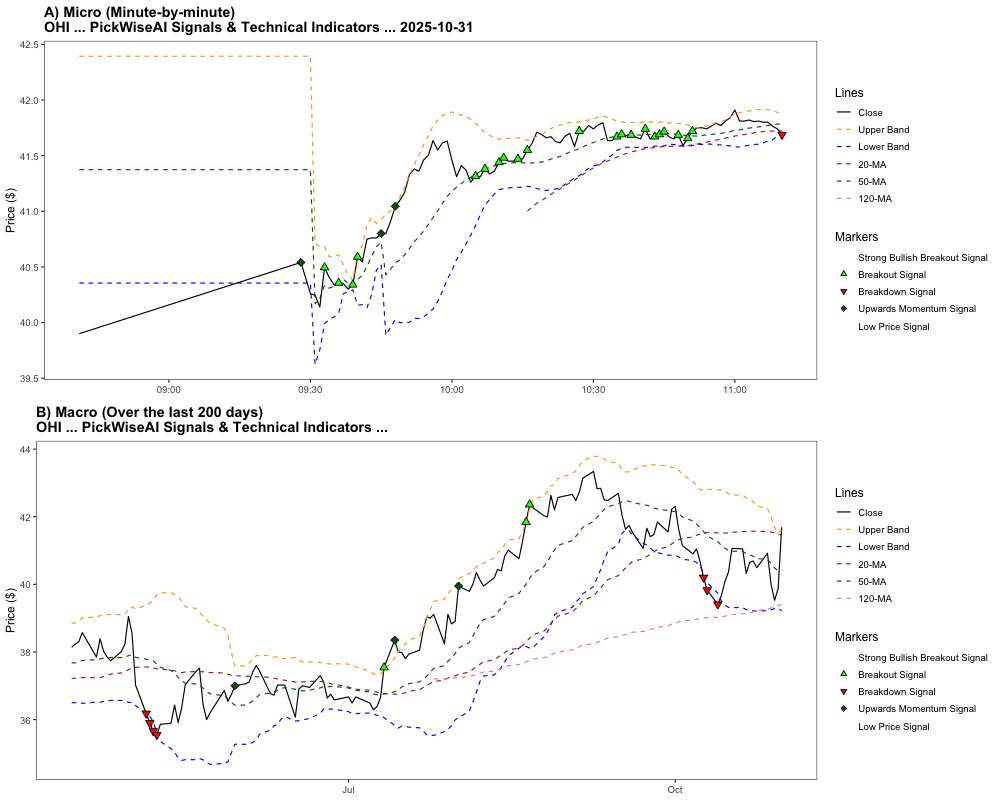 A) Micro (Minute-by-minute)
OHI ... PickWiseAI Signals & Technical Indicators ... 2025-10-31
Price ($)
42.5
42.0
41.5
41.0
40.5
40.0
39.5
09:00
09:30
10:00
10:30
11:00
Lines
Close
Upper Band
Lower Band
20-MA
50-MA
120-MA
Markers
Strong Bullish Breakout Signal
Breakout Signal
Breakdown Signal
Upwards Momentum Signal
Low Price Signal
B) Macro (Over the last 200 days)
OHI ... PickWiseAI Signals & Technical Indicators ...
Price ($)
44
42
40
38
36
Jul
Oct
Lines
Close
Upper Band
Lower Band
20-MA
50-MA
120-MA
Markers
Strong Bullish Breakout Signal
Breakout Signal
Breakdown Signal
Upwards Momentum Signal
Low Price Signal